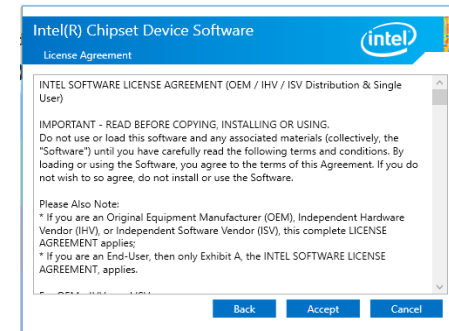 Intel(R) Chipset Device Software
intel
License Agreement
INTEL SOFTWARE LICENSE AGREEMENT (OEM / IHV / ISV Distribution & Single
User)
IMPORTANT - READ BEFORE COPYING, INSTALLING OR USING.
Do not use or load this software and any associated materials (collectively, the
"Software") until you have carefully read the following terms and conditions. By
loading or using the Software, you agree to the terms of this Agreement. If you do
not wish to so agree, do not install or use the Software.
Please Also Note:
* If you are an Original Equipment Manufacturer (OEM), Independent Hardware
Vendor (IHV), or Independent Software Vendor (ISV), this complete LICENSE
AGREEMENT applies;
* If you are an End-User, then only Exhibit A, the INTEL SOFTWARE LICENSE
AGREEMENT, applies.
Back Accept Cancel